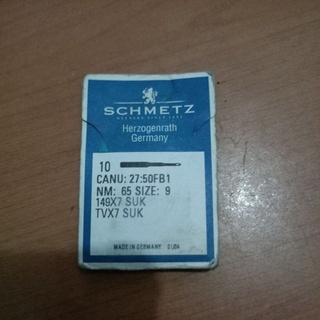 SCHMETZ
Herzogenrath
Germany
10
CANU: 27:50FB1
NM: 65 SIZE: 9
149X7 SUK
TVX7 SUK
MADE IN GERMANY